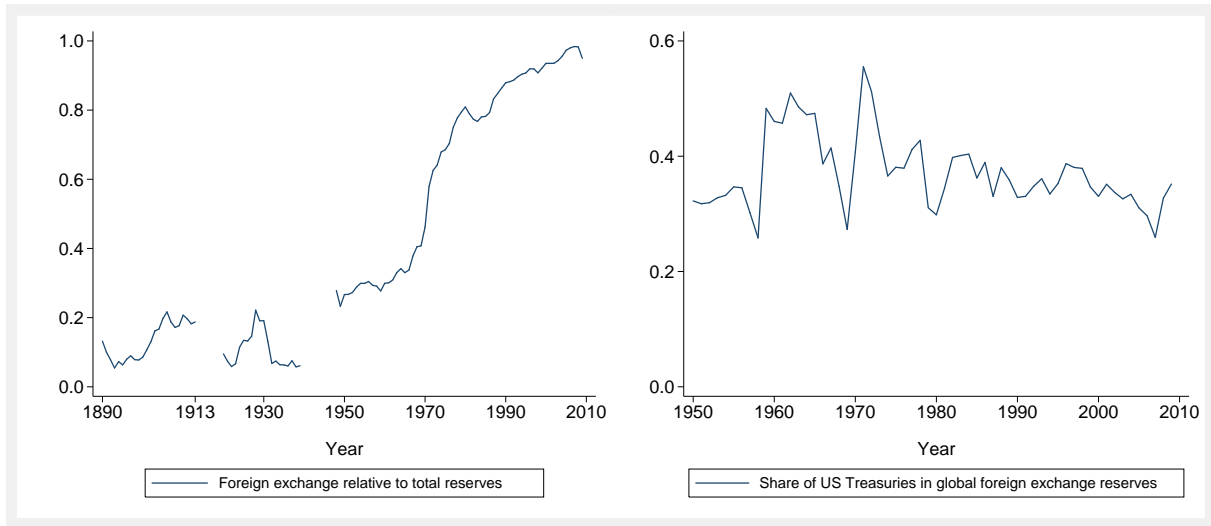 1.0
0.8
0.6
0.4
0.2
0.0
1890 1913 1930 1950 1970 1990 2010
Year
Foreign exchange relative to total reserves
0.6
0.4
0.2
0.0
1950 1960 1970 1980 1990 2000 2010
Year
Share of US Treasuries in global foreign exchange reserves